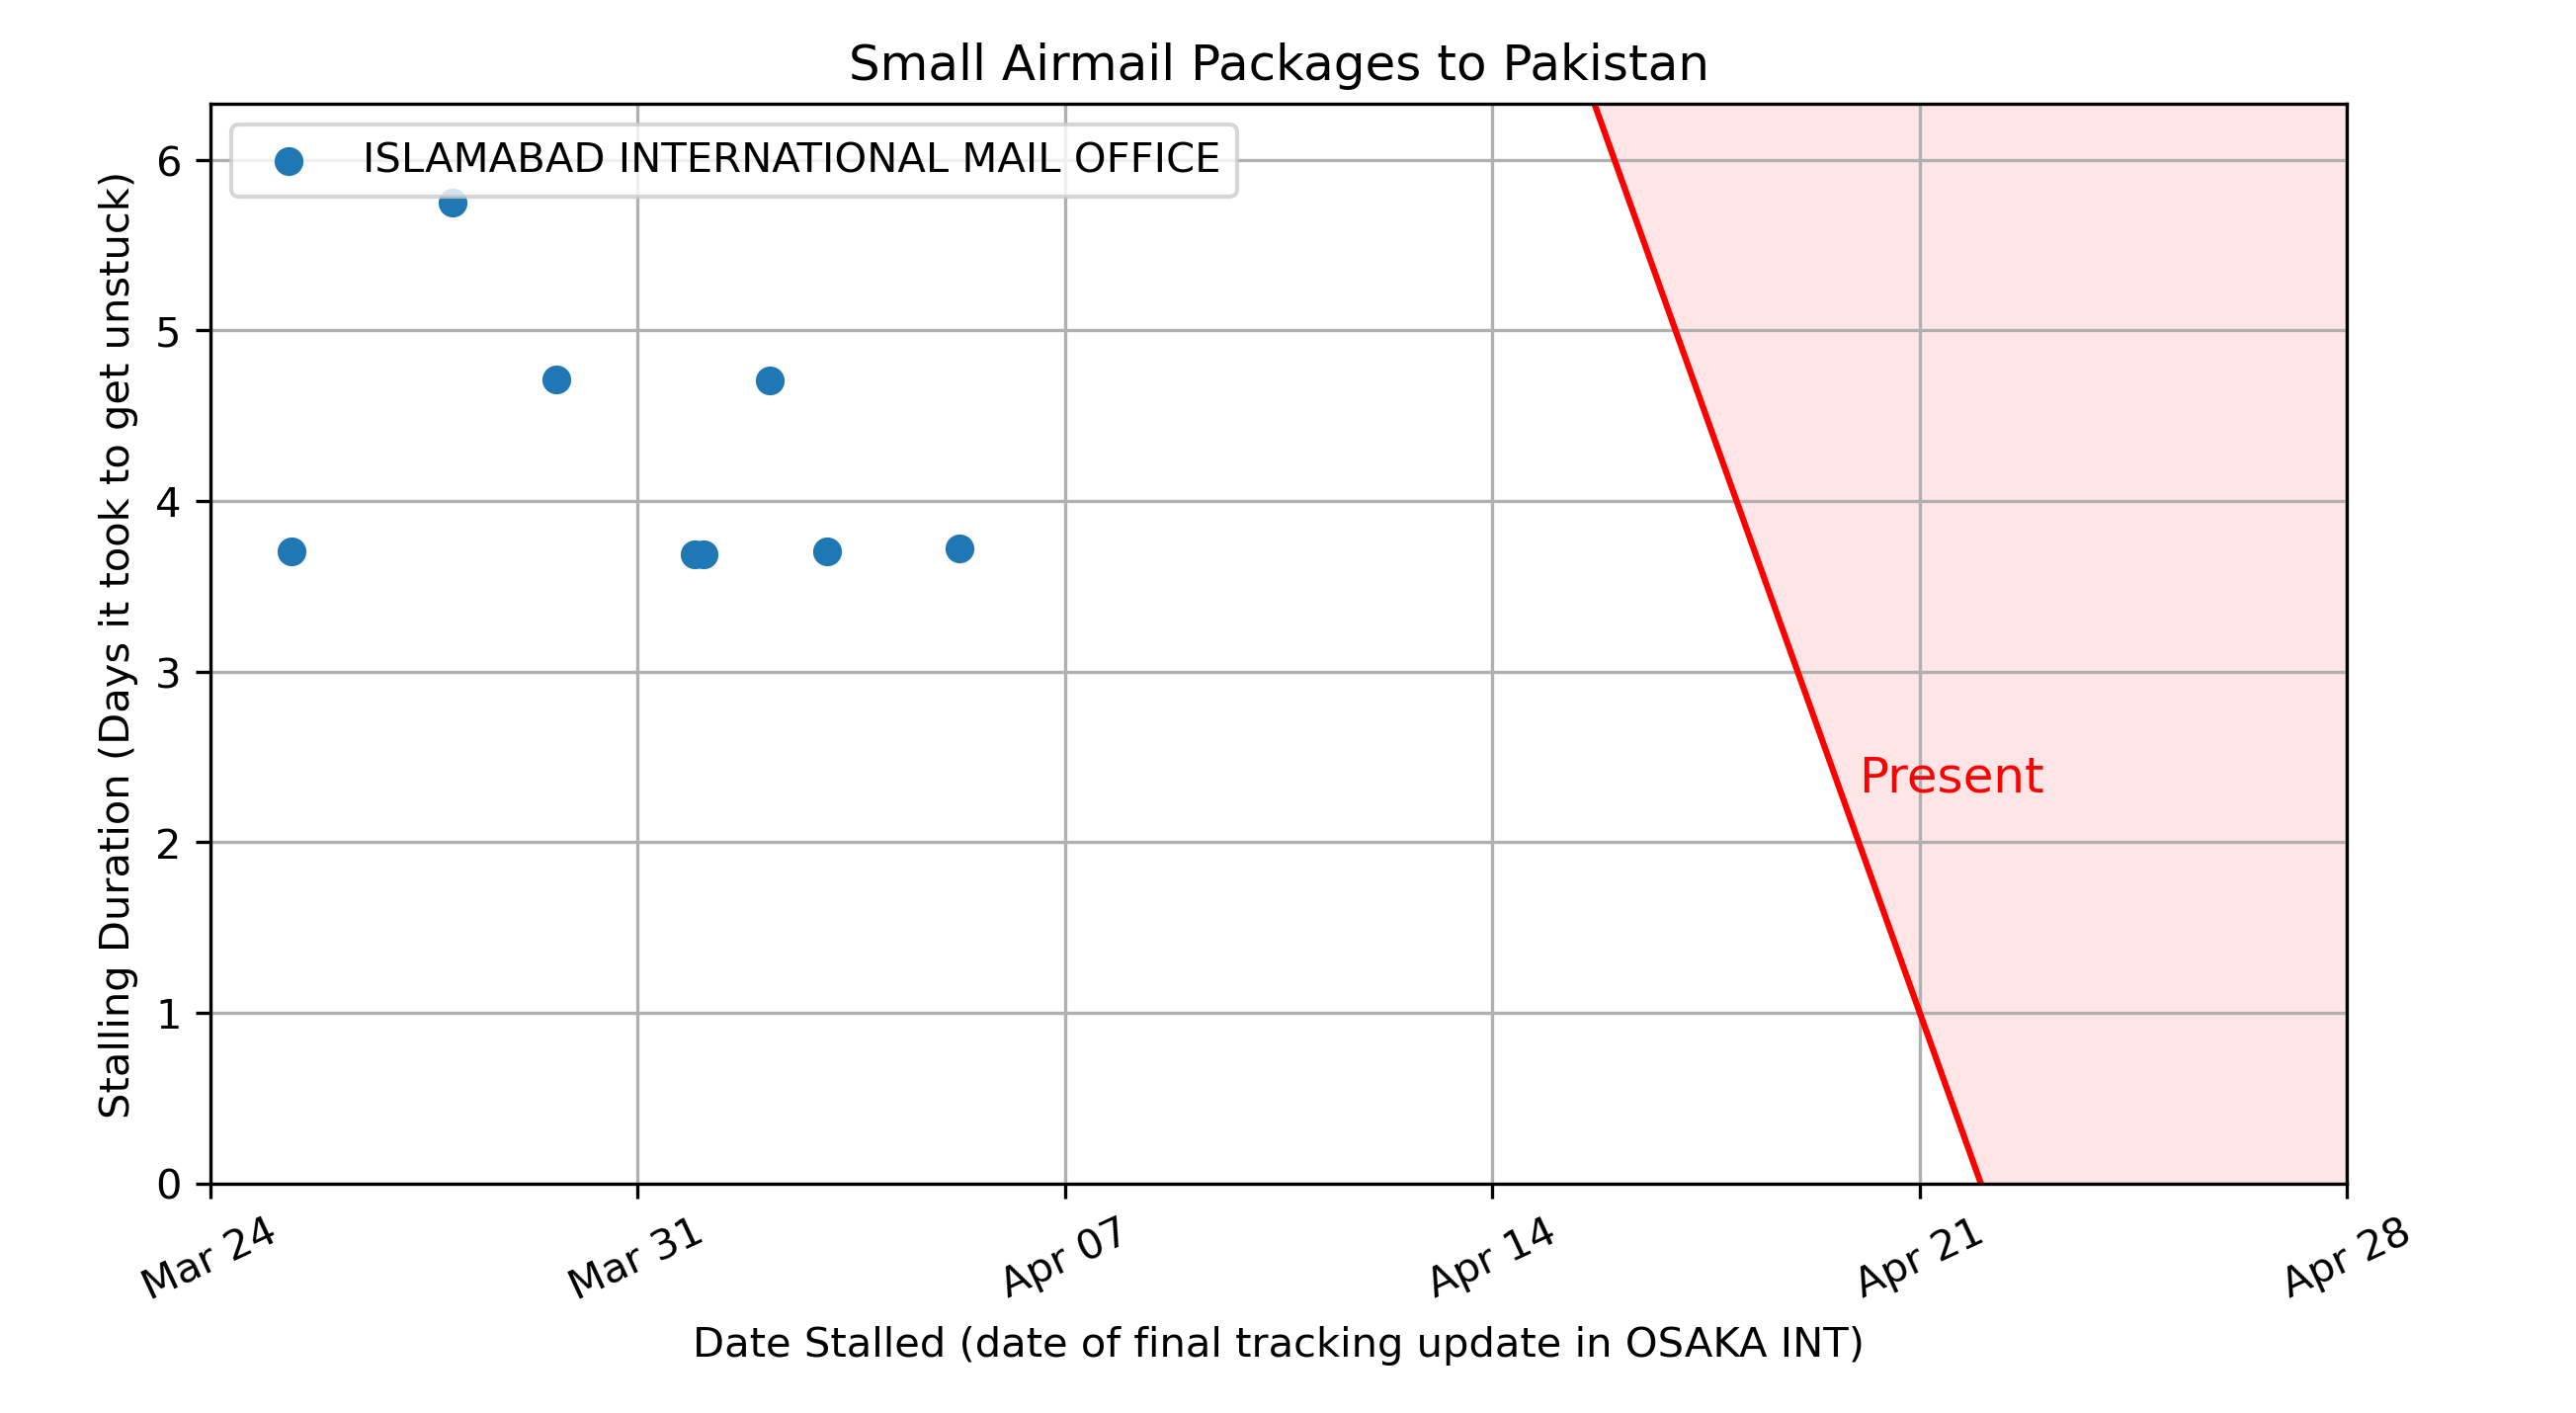 Small Airmail Packages to Pakistan
ISLAMABAD INTERNATIONAL MAIL OFFICE
Stalling Duration (Days it took to get unstuck)
6
5
4
3
2
1
0
Present
Mar 24
Mar 31
Apr 07
Apr 14
Apr 21
Apr 28
Date Stalled (date of final tracking update in OSAKA INT)